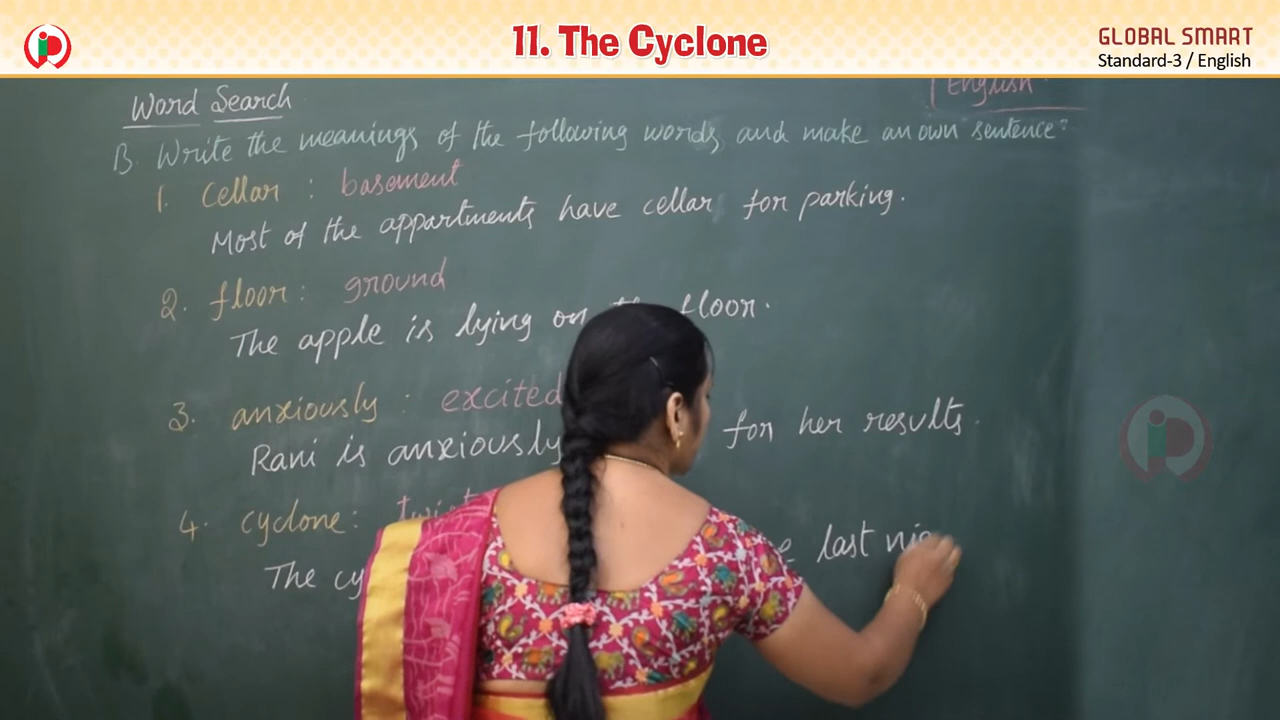 11. The Cyclone
GLOBAL SMART
Standard-3 / English
English
Word Search
B. Write the meanings of the following words and make an own sentence?
1. Cellar : basement
Most of the appartments have cellar for parking.
2. floor: ground
The apple is lying on the floor.
3. anxiously : excited
Rani is anxiously for her results.
4. cyclone:
The last